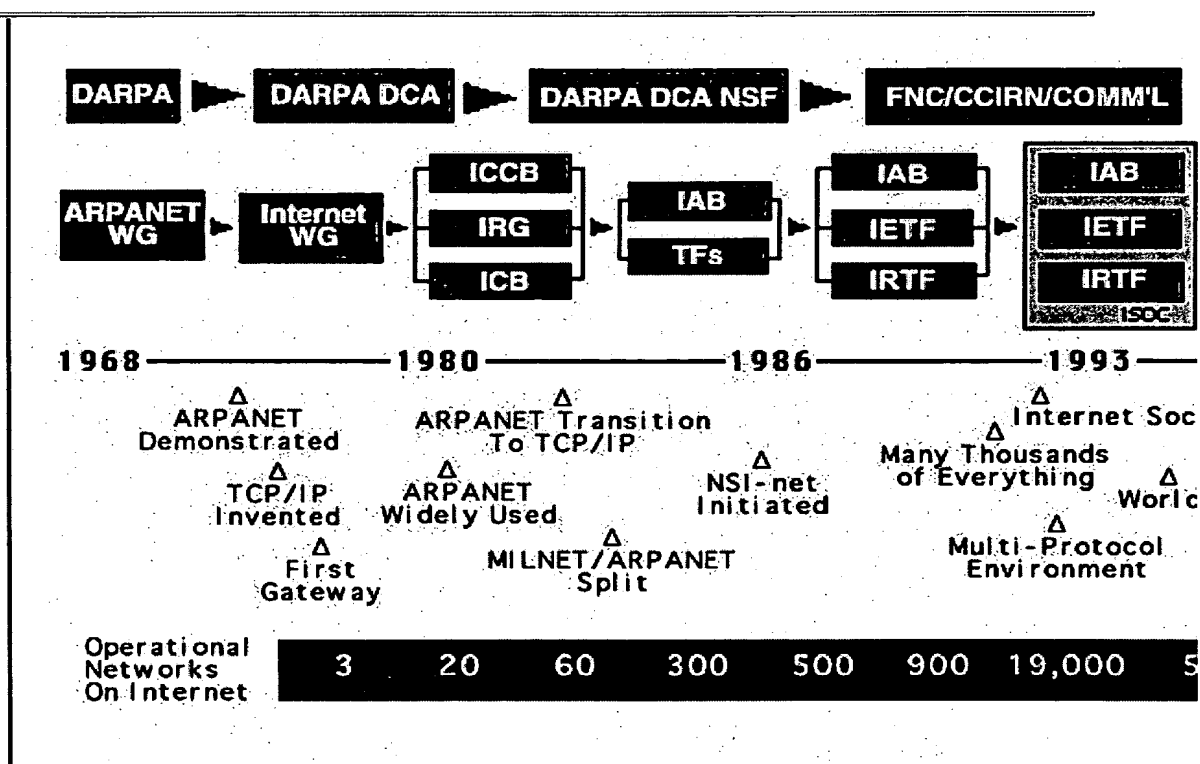 DARPA
DARPA DCA
DARPA DCA NSF
FNC/CCIRN/COMM'L
ARPANET
WG
Internet
WG
ICCB
IRG
ICB
IAB
TFs
IAB
IETF
IRTF
IAB
IETF
IRTF
ISOC
1968
1980
1986
1993
ARPANET
Demonstrated
TCP/IP
Invented
First
Gateway
ARPANET Transition
To TCP/IP
ARPANET
Widely Used
MILNET/ARPANET
Split
NSI-net
Initiated
Internet Soc
Many Thousands
of Everything
Multi-Protocol
Environment
Operational
Networks
On Internet
3 20 60 300 500 900 19,000